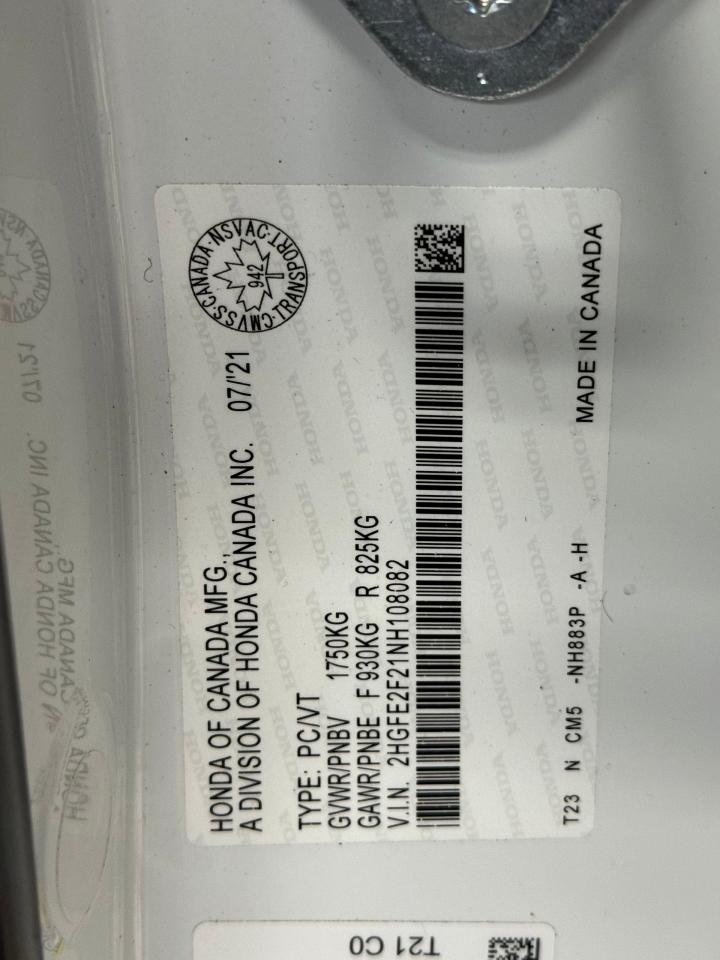 HONDA OF CANADA MFG.,
A DIVISION OF HONDA CANADA INC. 07/'21
CANADA·NSVAC·TRANSPORT·CMVSS·
942
TYPE: PC/VT
GVWR/PNBV 1750KG
GAWR/PNBE F 930KG R 825KG
V.I.N. 2HGFE2F21NH108082
T23 N CM5 -NH883P -A -H MADE IN CANADA
T21 C0